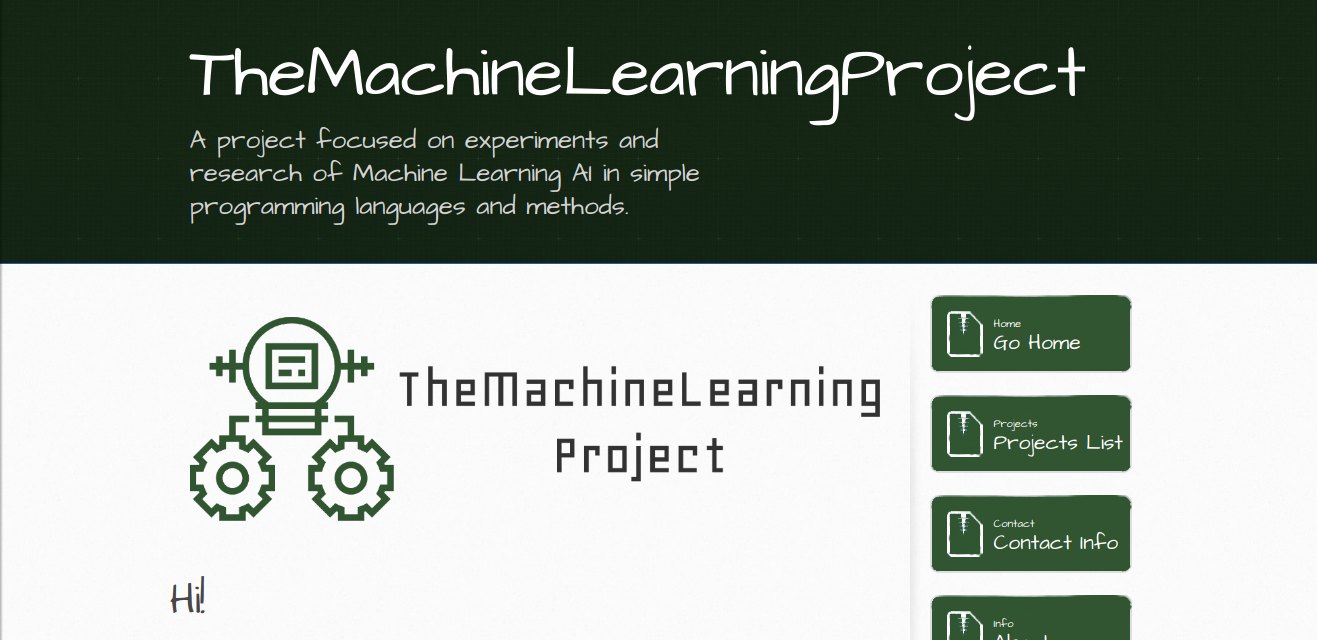 TheMachineLearningProject
A project focused on experiments and
research of Machine Learning AI in simple
programming languages and methods.
TheMachineLearning
Project
Home
Go Home
Projects
Projects List
Contact
Contact Info
Info
Hi!